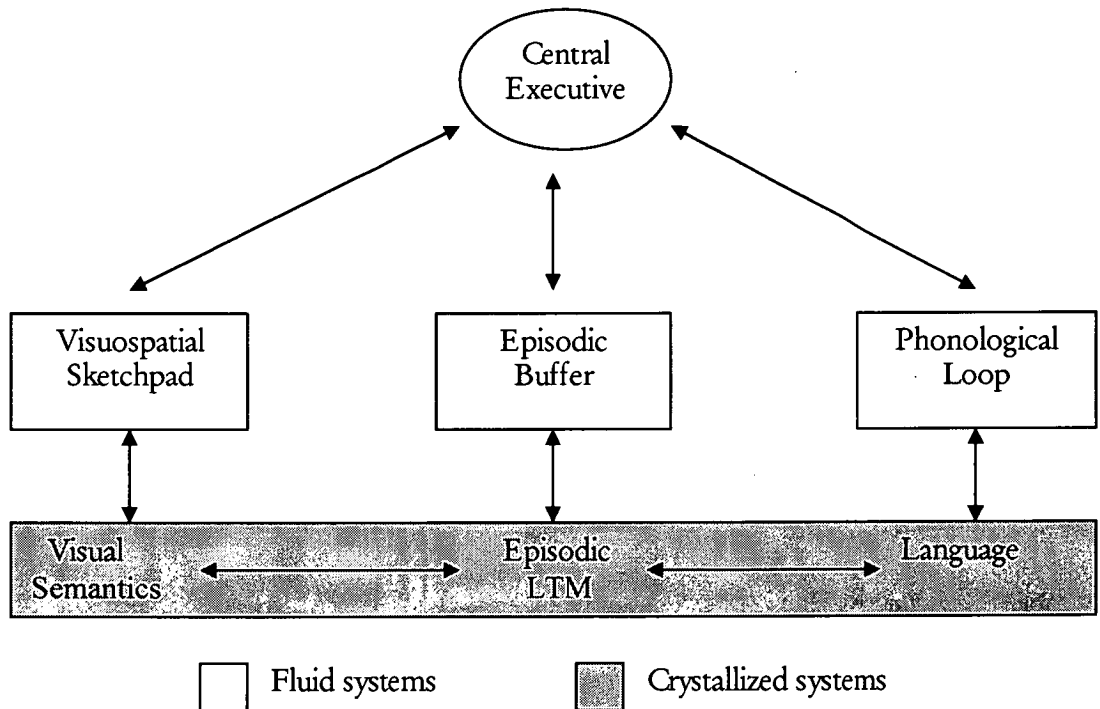 Central
Executive
Visuospatial
Sketchpad
Episodic
Buffer
Phonological
Loop
Visual
Semantics
Episodic
LTM
Language
Fluid systems
Crystallized systems